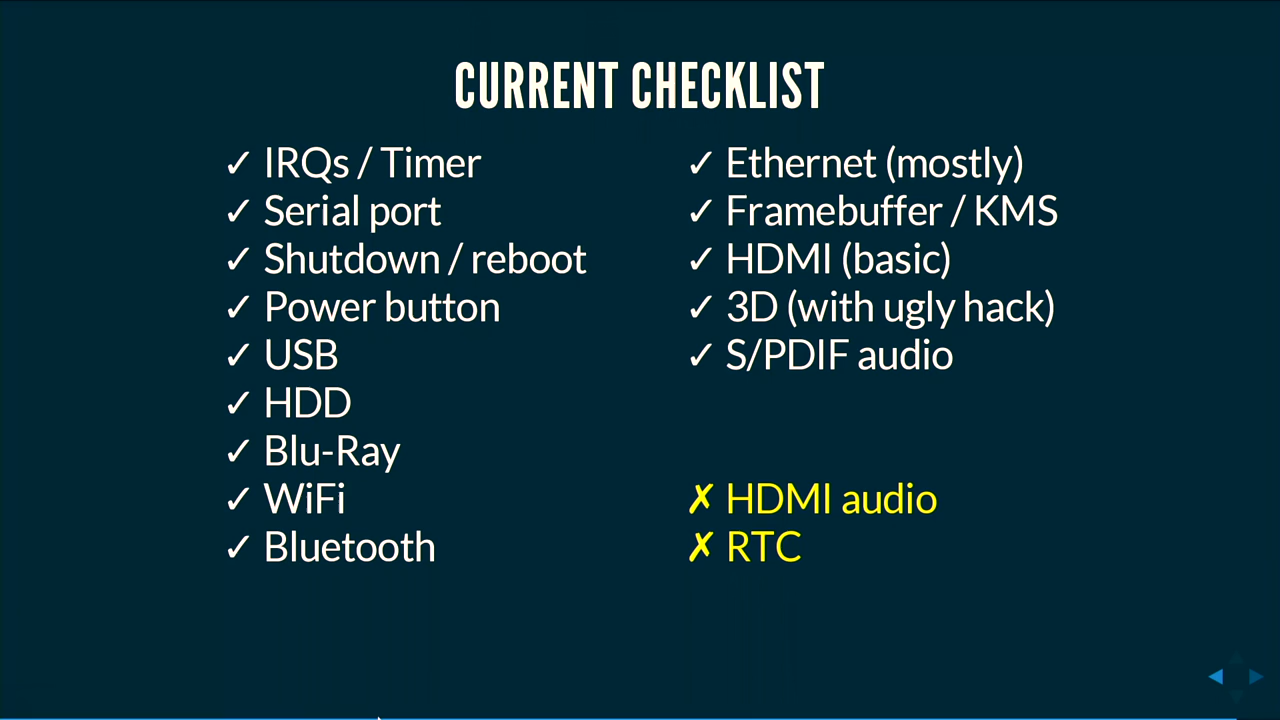 CURRENT CHECKLIST
✓ IRQs / Timer
✓ Serial port
✓ Shutdown / reboot
✓ Power button
✓ USB
✓ HDD
✓ Blu-Ray
✓ WiFi
✓ Bluetooth
✓ Ethernet (mostly)
✓ Framebuffer / KMS
✓ HDMI (basic)
✓ 3D (with ugly hack)
✓ S/PDIF audio
✗ HDMI audio
✗ RTC